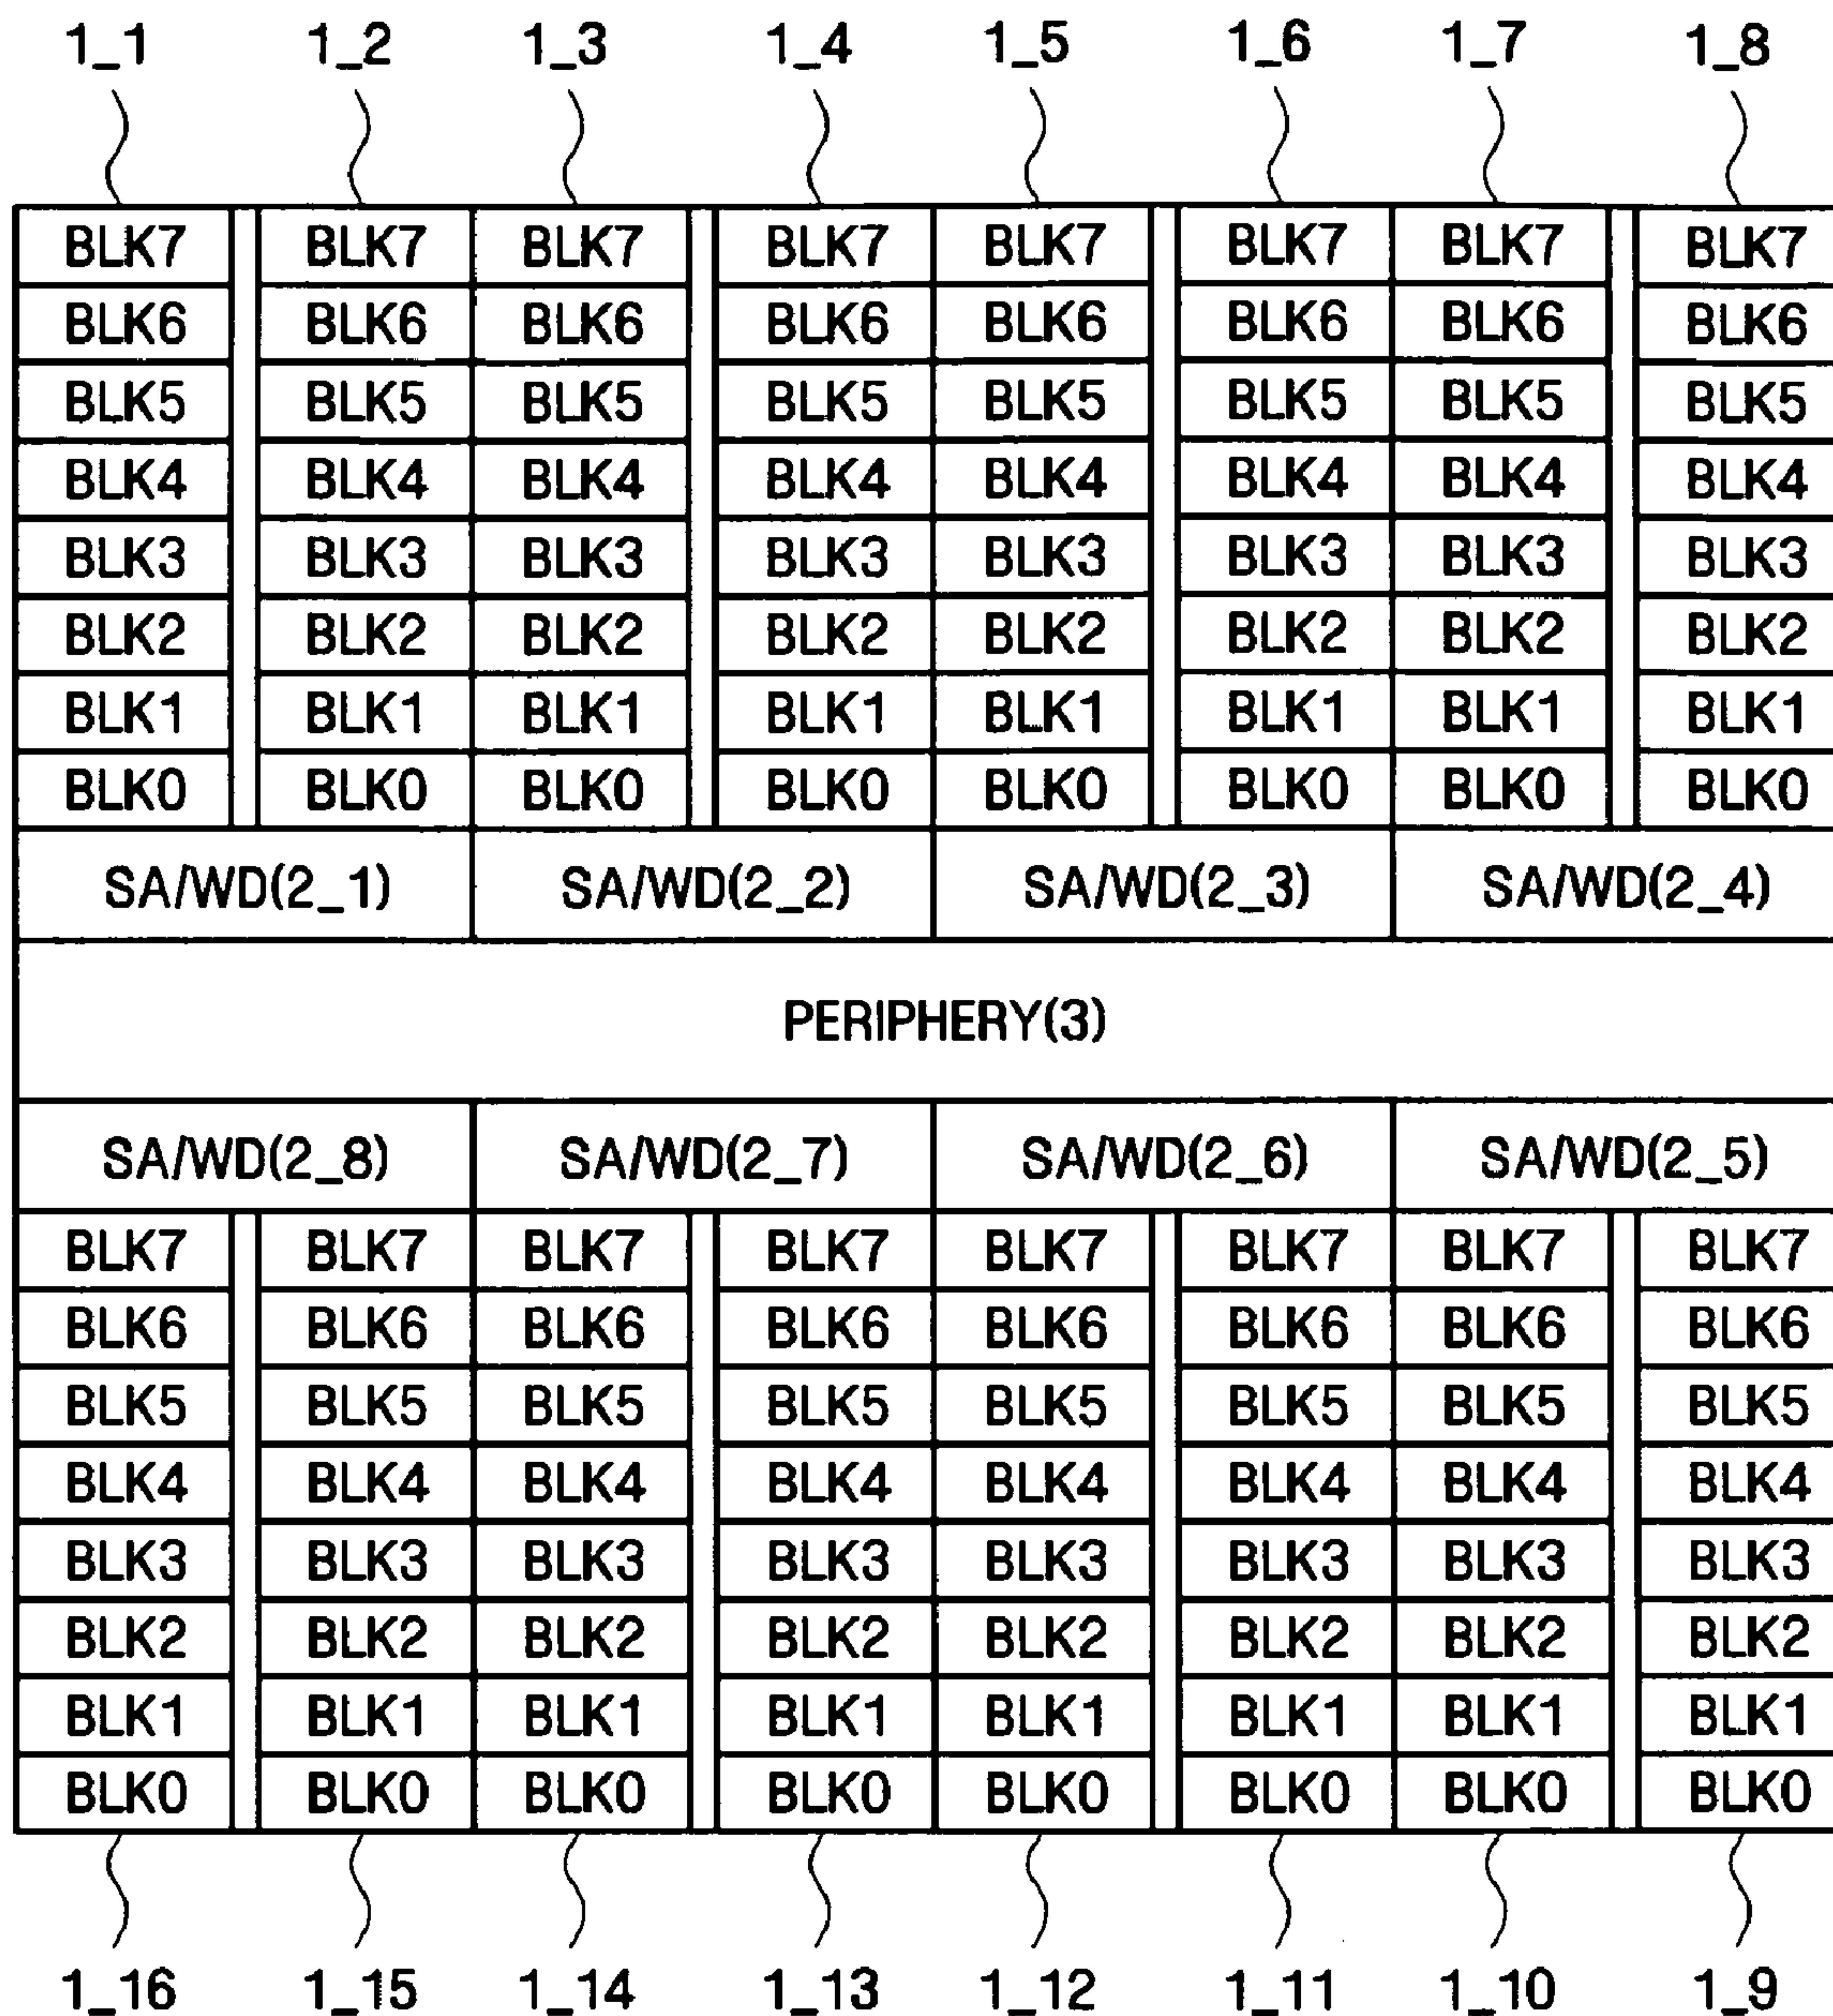 1_1 1_2 1_3 1_4 1_5 1_6 1_7 1_8
BLK7 BLK7 BLK7 BLK7 BLK7 BLK7 BLK7 BLK7
BLK6 BLK6 BLK6 BLK6 BLK6 BLK6 BLK6 BLK6
BLK5 BLK5 BLK5 BLK5 BLK5 BLK5 BLK5 BLK5
BLK4 BLK4 BLK4 BLK4 BLK4 BLK4 BLK4 BLK4
BLK3 BLK3 BLK3 BLK3 BLK3 BLK3 BLK3 BLK3
BLK2 BLK2 BLK2 BLK2 BLK2 BLK2 BLK2 BLK2
BLK1 BLK1 BLK1 BLK1 BLK1 BLK1 BLK1 BLK1
BLK0 BLK0 BLK0 BLK0 BLK0 BLK0 BLK0 BLK0
SA/WD(2_1) SA/WD(2_2) SA/WD(2_3) SA/WD(2_4)
PERIPHERY(3)
SA/WD(2_8) SA/WD(2_7) SA/WD(2_6) SA/WD(2_5)
BLK7 BLK7 BLK7 BLK7 BLK7 BLK7 BLK7 BLK7
BLK6 BLK6 BLK6 BLK6 BLK6 BLK6 BLK6 BLK6
BLK5 BLK5 BLK5 BLK5 BLK5 BLK5 BLK5 BLK5
BLK4 BLK4 BLK4 BLK4 BLK4 BLK4 BLK4 BLK4
BLK3 BLK3 BLK3 BLK3 BLK3 BLK3 BLK3 BLK3
BLK2 BLK2 BLK2 BLK2 BLK2 BLK2 BLK2 BLK2
BLK1 BLK1 BLK1 BLK1 BLK1 BLK1 BLK1 BLK1
BLK0 BLK0 BLK0 BLK0 BLK0 BLK0 BLK0 BLK0
1_16 1_15 1_14 1_13 1_12 1_11 1_10 1_9